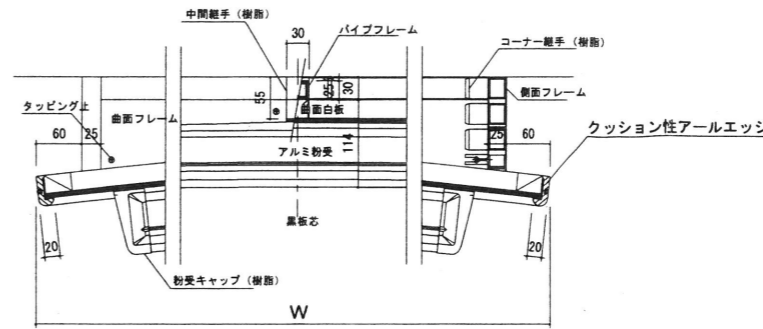 中間継手（樹脂）
30
パイプフレーム
コーナー継手（樹脂）
55
25
30
側面フレーム
タッピング止
曲面フレーム
曲面白板
60
25
25
60
クッション性アールエッジ
アルミ粉受
114
黒板芯
20
20
粉受キャップ（樹脂）
W